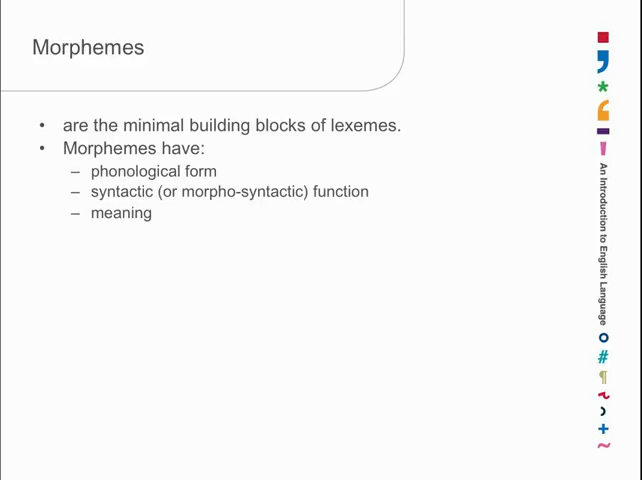 Morphemes
• are the minimal building blocks of lexemes.
• Morphemes have:
– phonological form
– syntactic (or morpho-syntactic) function
– meaning
An Introduction to English Language